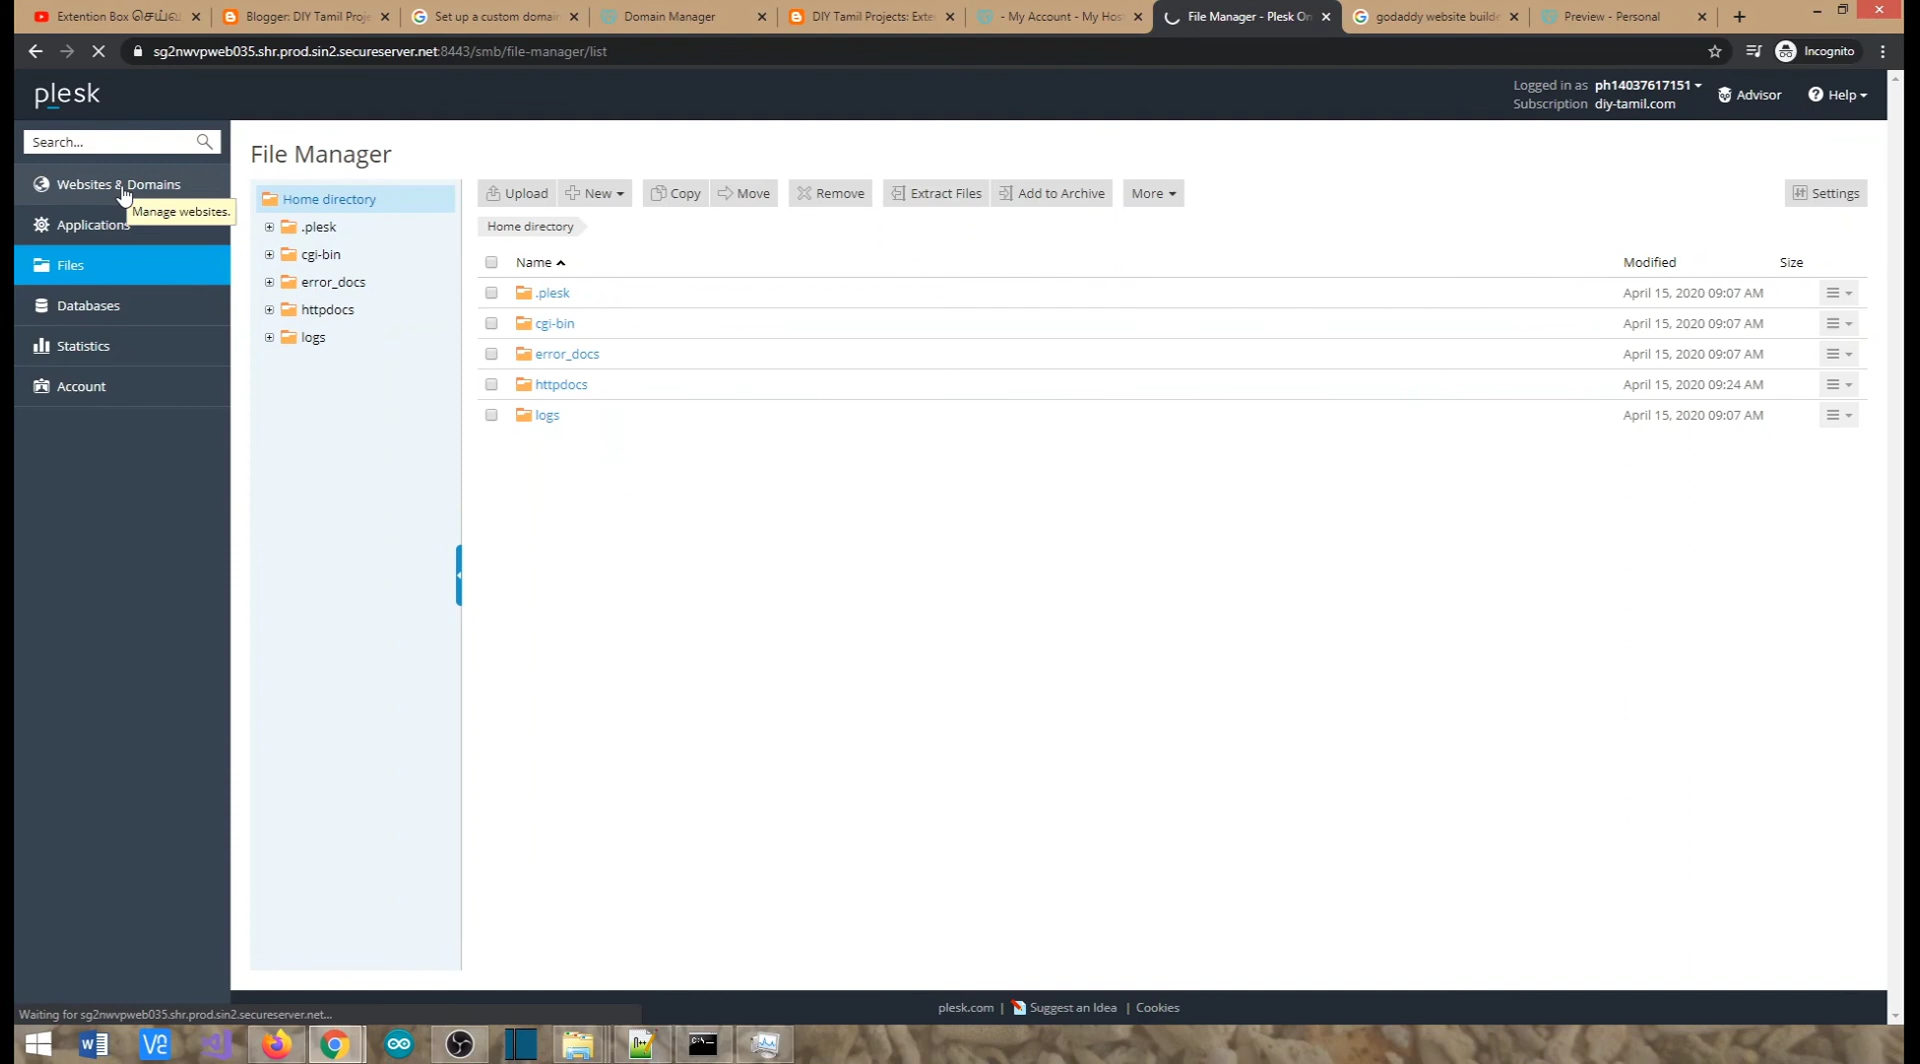 Extention Box செய்வ
Blogger: DIY Tamil Proje
Set up a custom domain
Domain Manager
DIY Tamil Projects: Exte
- My Account - My Hos
File Manager - Plesk On
godaddy website builde
Preview - Personal
sg2nwvpweb035.shr.prod.sin2.secureserver.net:8443/smb/file-manager/list
Incognito
plesk
Logged in as ph14037617151
Subscription diy-tamil.com
Advisor
Help
Search...
Websites & Domains
Manage websites.
Applications
Files
Databases
Statistics
Account
File Manager
Home directory
.plesk
cgi-bin
error_docs
httpdocs
logs
Upload New Copy Move Remove Extract Files Add to Archive More Settings
Home directory
Name Modified Size
.plesk April 15, 2020 09:07 AM
cgi-bin April 15, 2020 09:07 AM
error_docs April 15, 2020 09:07 AM
httpdocs April 15, 2020 09:24 AM
logs April 15, 2020 09:07 AM
plesk.com | Suggest an Idea | Cookies
Waiting for sg2nwvpweb035.shr.prod.sin2.secureserver.net...